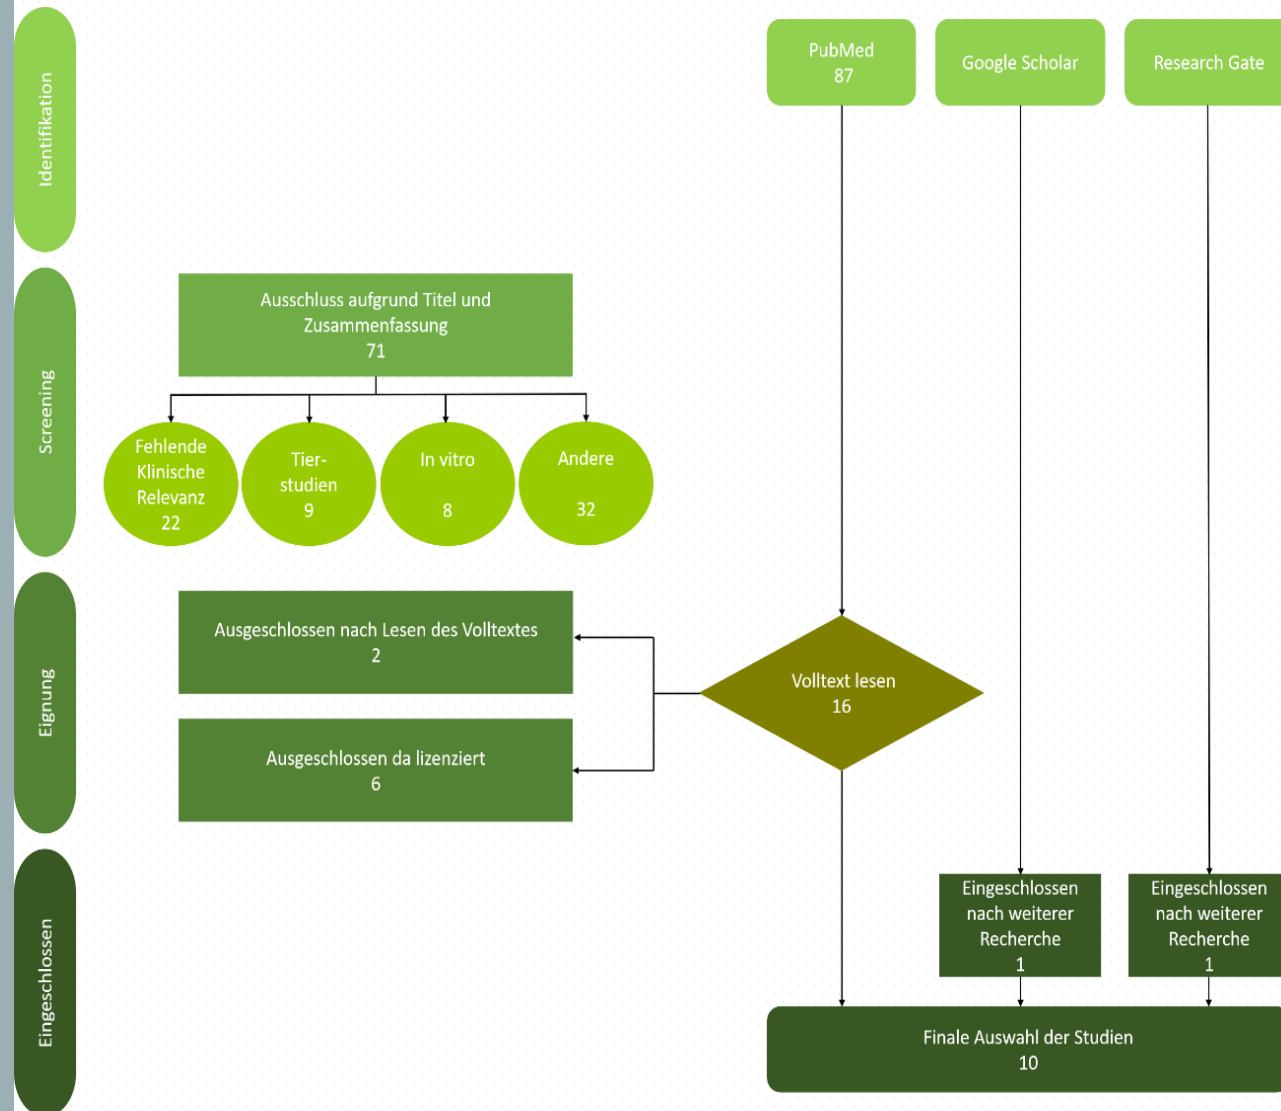 Identifikation
PubMed
87
Google Scholar
Research Gate
Screening
Ausschluss aufgrund Titel und
Zusammenfassung
71
Fehlende
Klinische
Relevanz
22
Tier-
studien
9
In vitro
8
Andere
32
Eignung
Ausgeschlossen nach Lesen des Volltextes
2
Ausgeschlossen da lizenziert
6
Volltext lesen
16
Eingeschlossen
Eingeschlossen
nach weiterer
Recherche
1
Eingeschlossen
nach weiterer
Recherche
1
Finale Auswahl der Studien
10